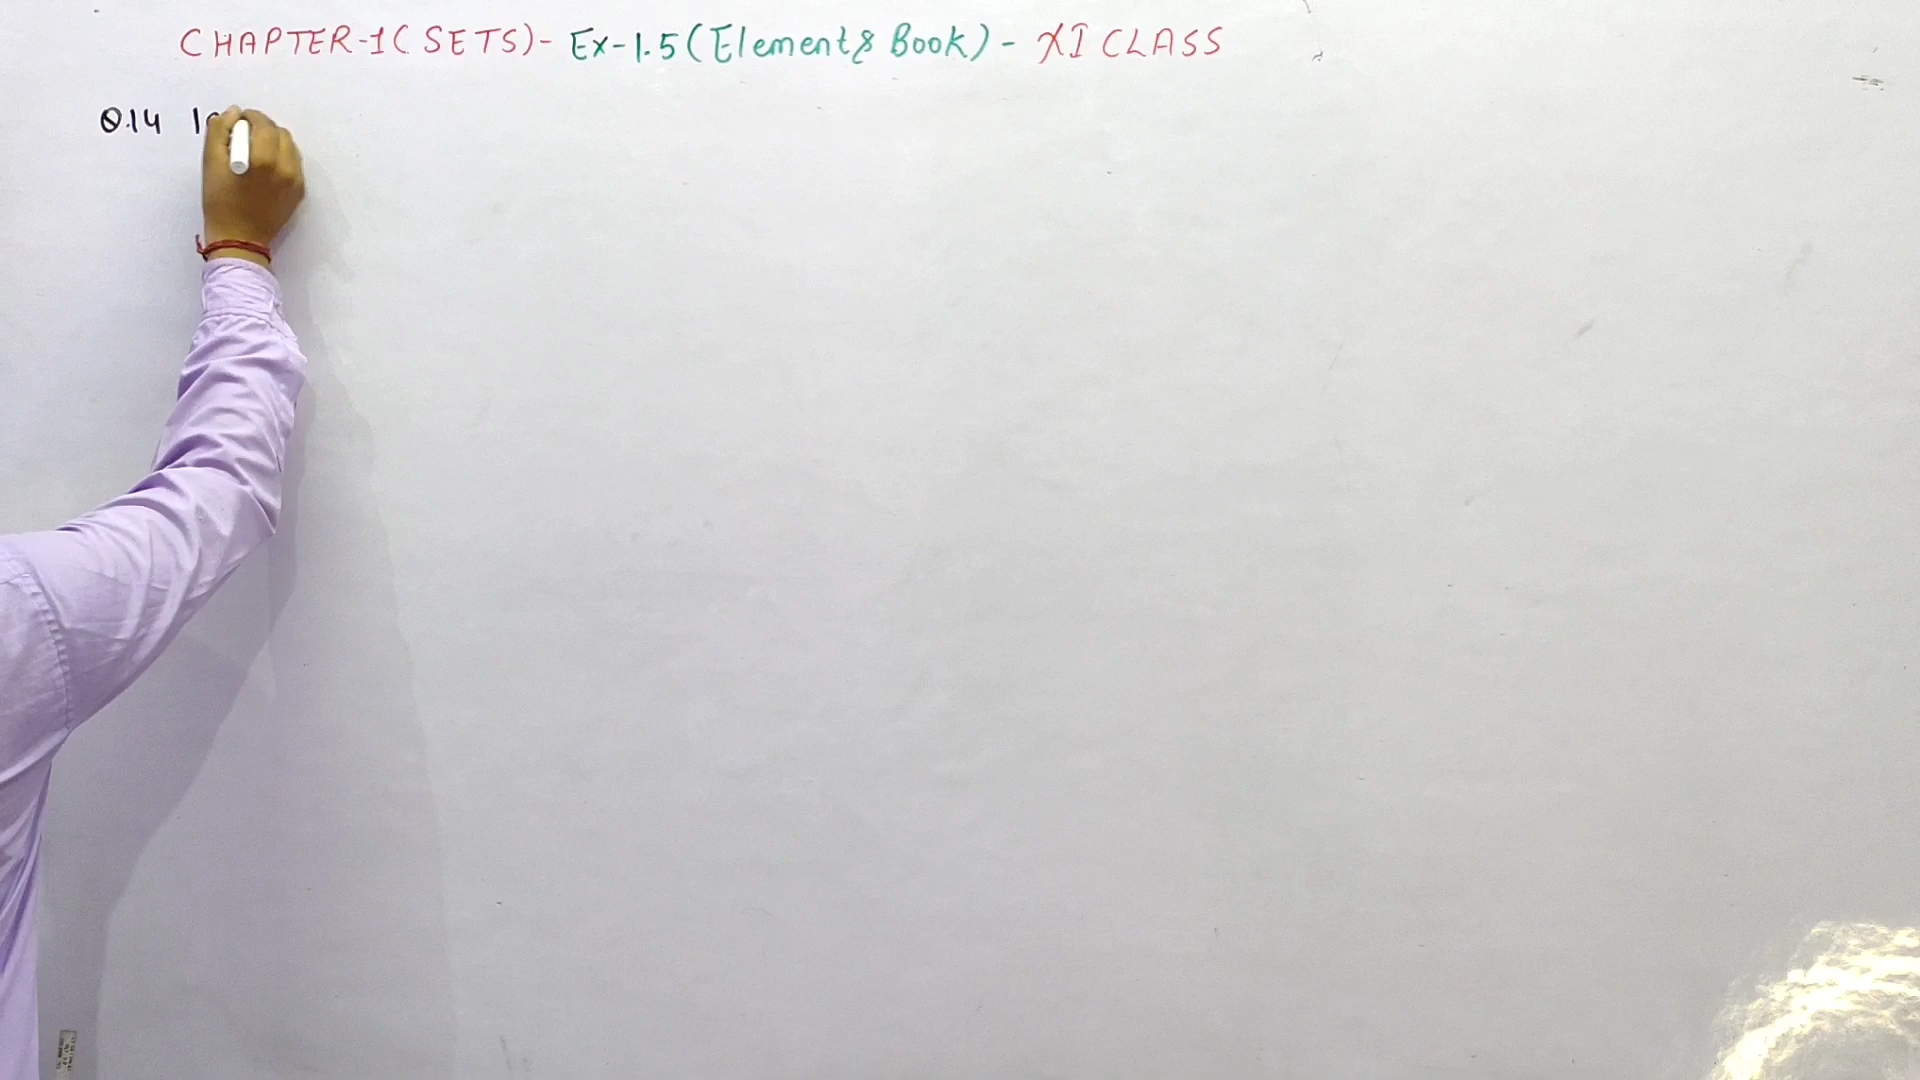 CHAPTER-1(SETS)- Ex-1.5(Elements Book)- XI CLASS
Q.14